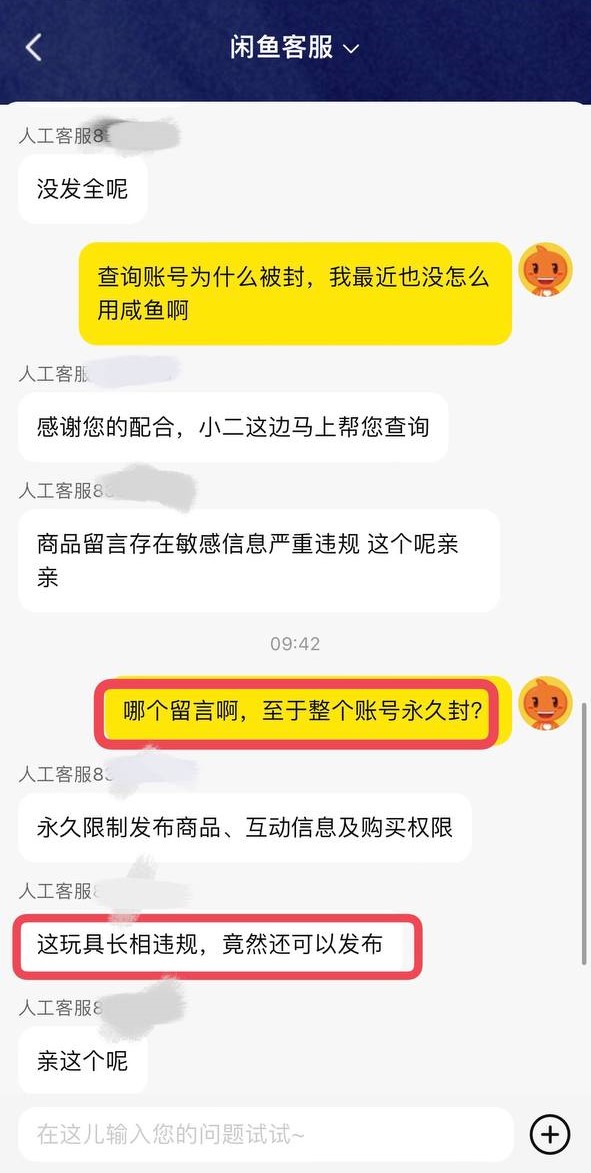 闲鱼客服
人工客服8
没发全呢
查询账号为什么被封，我最近也没怎么
用咸鱼啊
人工客服
感谢您的配合，小二这边马上帮您查询
人工客服8
商品留言存在敏感信息严重违规 这个呢亲
亲
09:42
哪个留言啊，至于整个账号永久封？
人工客服8
永久限制发布商品、互动信息及购买权限
人工客服
这玩具长相违规，竟然还可以发布
人工客服8
亲这个呢
在这儿输入您的问题试试~